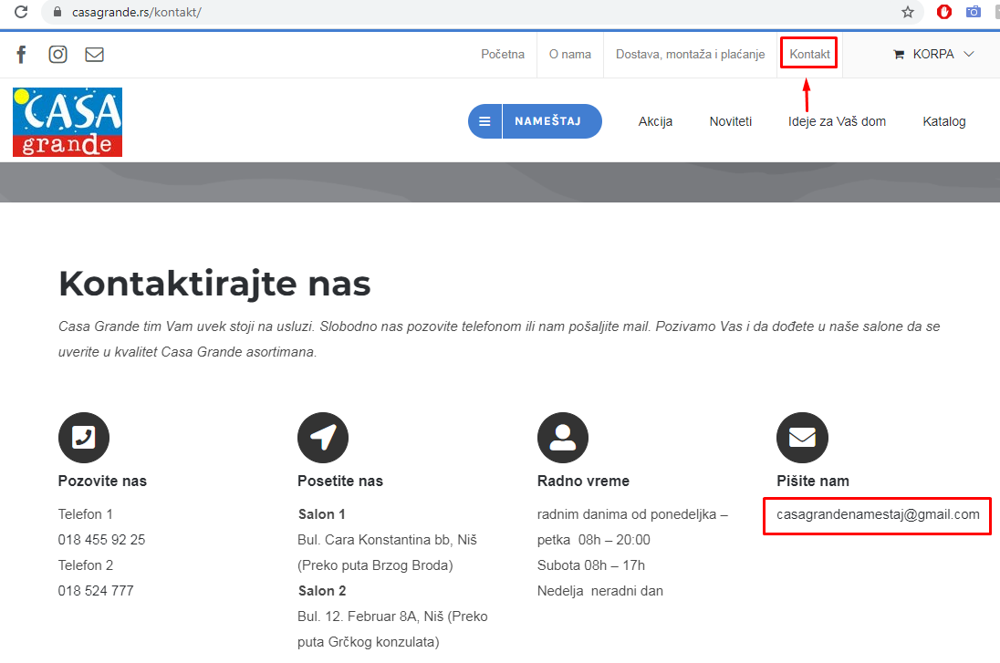 casagrande.rs/kontakt/
Početna
O nama
Dostava, montaža i plaćanje
Kontakt
KORPA
CASA
grande
NAMEŠTAJ
Akcija
Noviteti
Ideje za Vaš dom
Katalog
Kontaktirajte nas
Casa Grande tim Vam uvek stoji na usluzi. Slobodno nas pozovite telefonom ili nam pošaljite mail. Pozivamo Vas i da dođete u naše salone da se
uverite u kvalitet Casa Grande asortimana.
Pozovite nas
Telefon 1
018 455 92 25
Telefon 2
018 524 777
Posetite nas
Salon 1
Bul. Cara Konstantina bb, Niš
(Preko puta Brzog Broda)
Salon 2
Bul. 12. Februar 8A, Niš (Preko
puta Grčkog konzulata)
Radno vreme
radnim danima od ponedeljka –
petka 08h – 20:00
Subota 08h – 17h
Nedelja neradni dan
Pišite nam
casagrandenamestaj@gmail.com